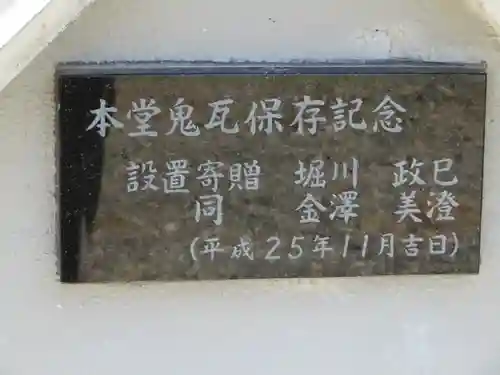 本堂鬼瓦保存記念
設置寄贈 堀川 政巳
同 金澤 美澄
(平成25年11月吉日)